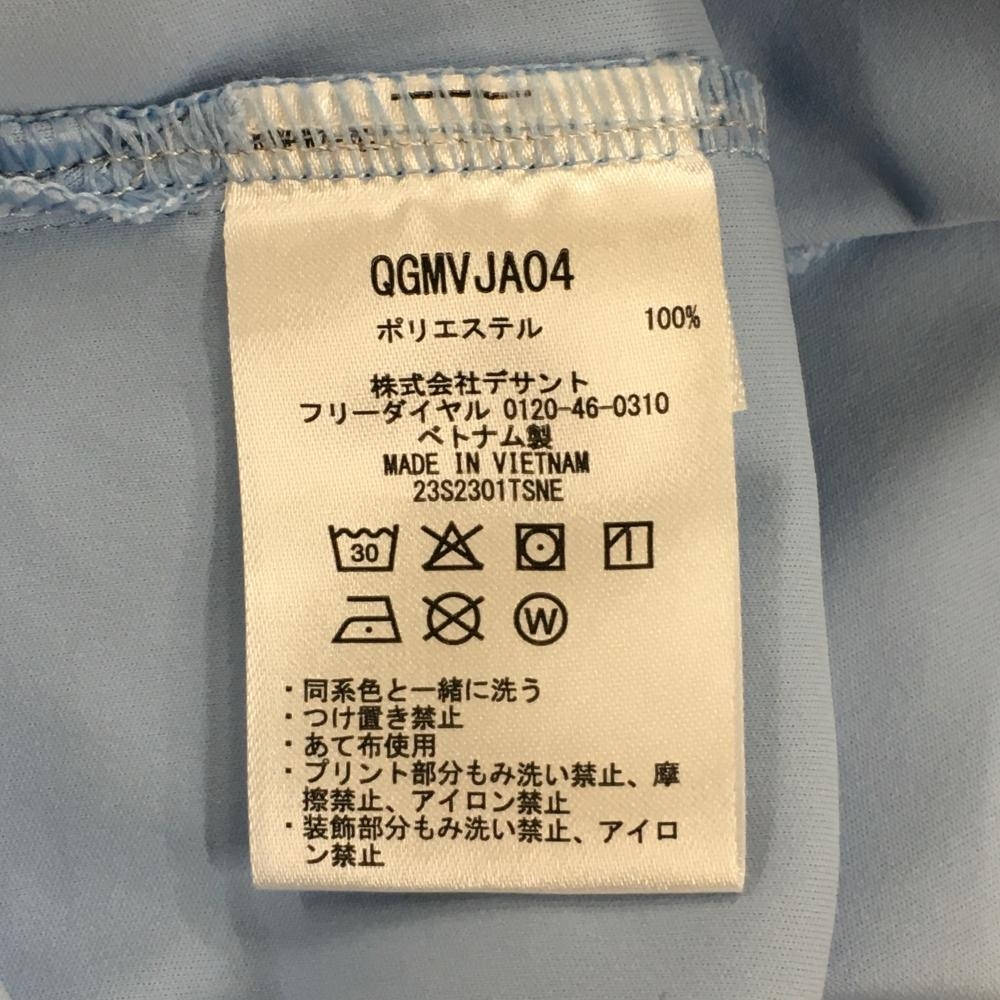 QGMVJA04
ポリエステル 100%
株式会社デサント
フリーダイヤル 0120-46-0310
ベトナム製
MADE IN VIETNAM
23S2301TSNE
30
W
・同系色と一緒に洗う
・つけ置き禁止
・あて布使用
・プリント部分もみ洗い禁止、摩
擦禁止、アイロン禁止
・装飾部分もみ洗い禁止、アイロ
ン禁止